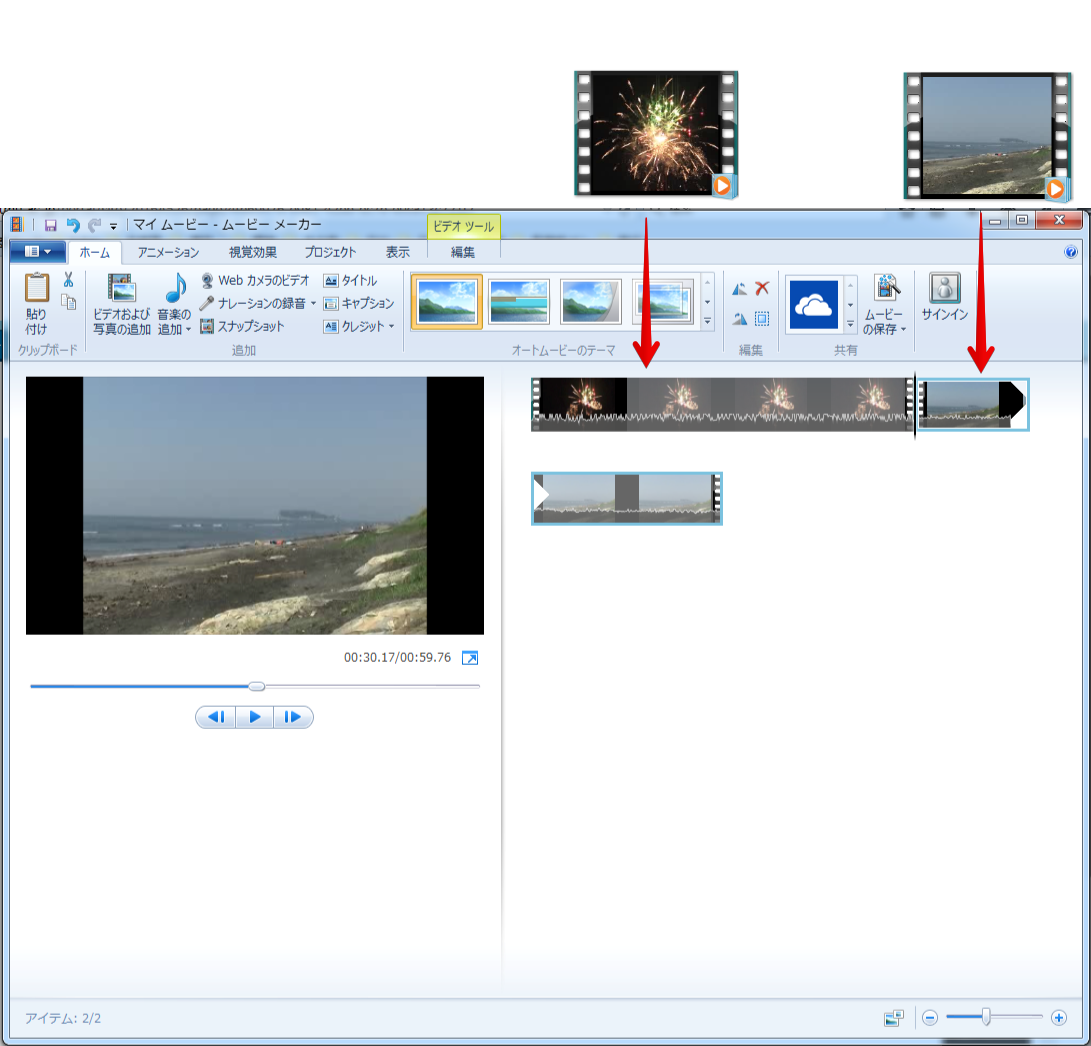 マイ ムービー - ムービー メーカー
ビデオ ツール
ホーム
アニメーション
視覚効果
プロジェクト
表示
編集
貼り
付け
クリップボード
ビデオおよび
写真の追加
音楽の
追加
Web カメラのビデオ
ナレーションの録音
スナップショット
タイトル
キャプション
クレジット
追加
オートムービーのテーマ
編集
共有
ムービー
の保存
サインイン
00:30.17/00:59.76
アイテム: 2/2